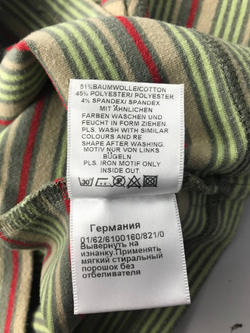 51%BAUMWOLLE/COTTON
45% POLYESTER/ POLYESTER
4% SPANDEX/ SPANDEX
MIT ÄHNLICHEN
FARBEN WASCHEN UND
FEUCHT IN FORM ZIEHEN.
PLS. WASH WITH SIMILAR
COLOURS AND RE
SHAPE AFTER WASHING.
MOTIV NUR VON LINKS
BÜGELN
PLS. IRON MOTIF ONLY
FROM INSIDE
30
Германия
01/62/6100160/821/0
Вывернуть на
изнанку.Применять
мягкий стиральный
порошок без
отбеливателя